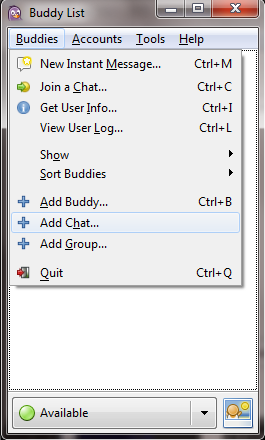 Buddy List
Buddies Accounts Tools Help
New Instant Message... Ctrl+M
Join a Chat... Ctrl+C
Get User Info... Ctrl+I
View User Log... Ctrl+L
Show
Sort Buddies
Add Buddy... Ctrl+B
Add Chat...
Add Group...
Quit Ctrl+Q
Available